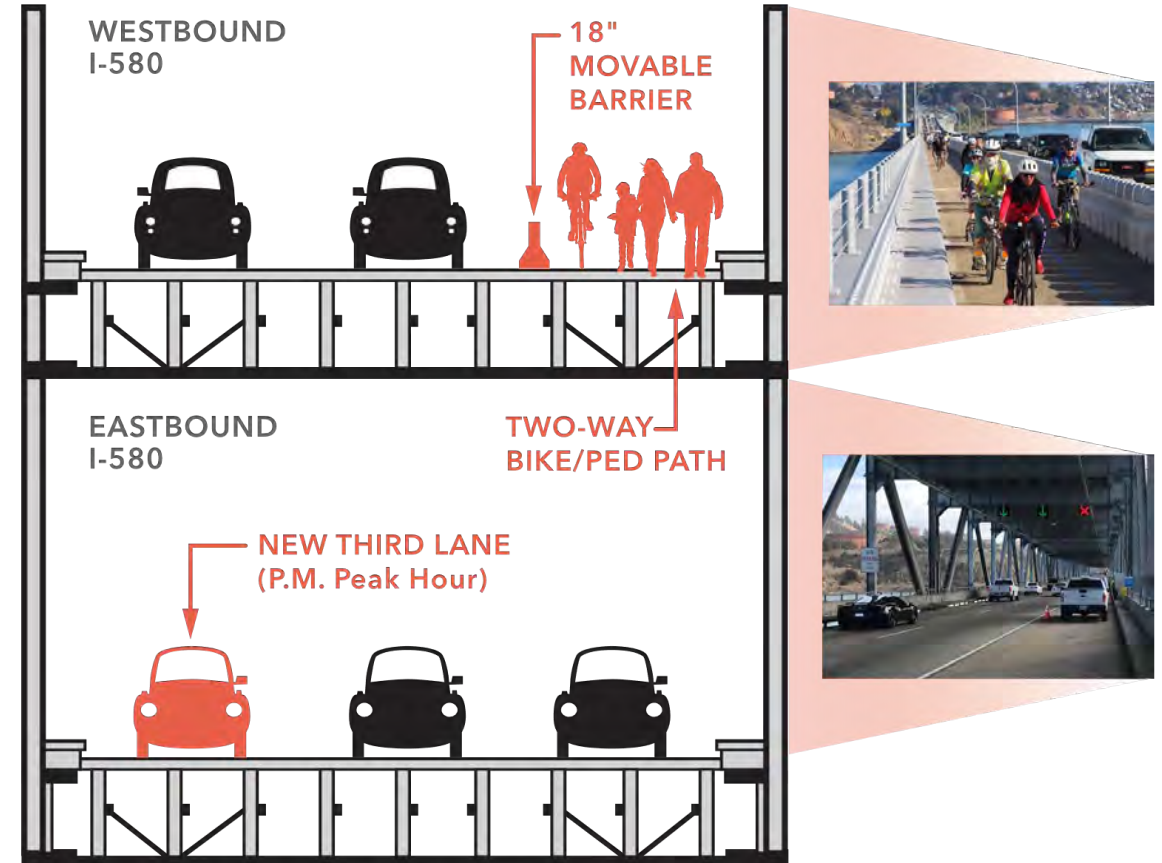 WESTBOUND
I-580
18"
MOVABLE
BARRIER
EASTBOUND
I-580
TWO-WAY
BIKE/PED PATH
NEW THIRD LANE
(P.M. Peak Hour)